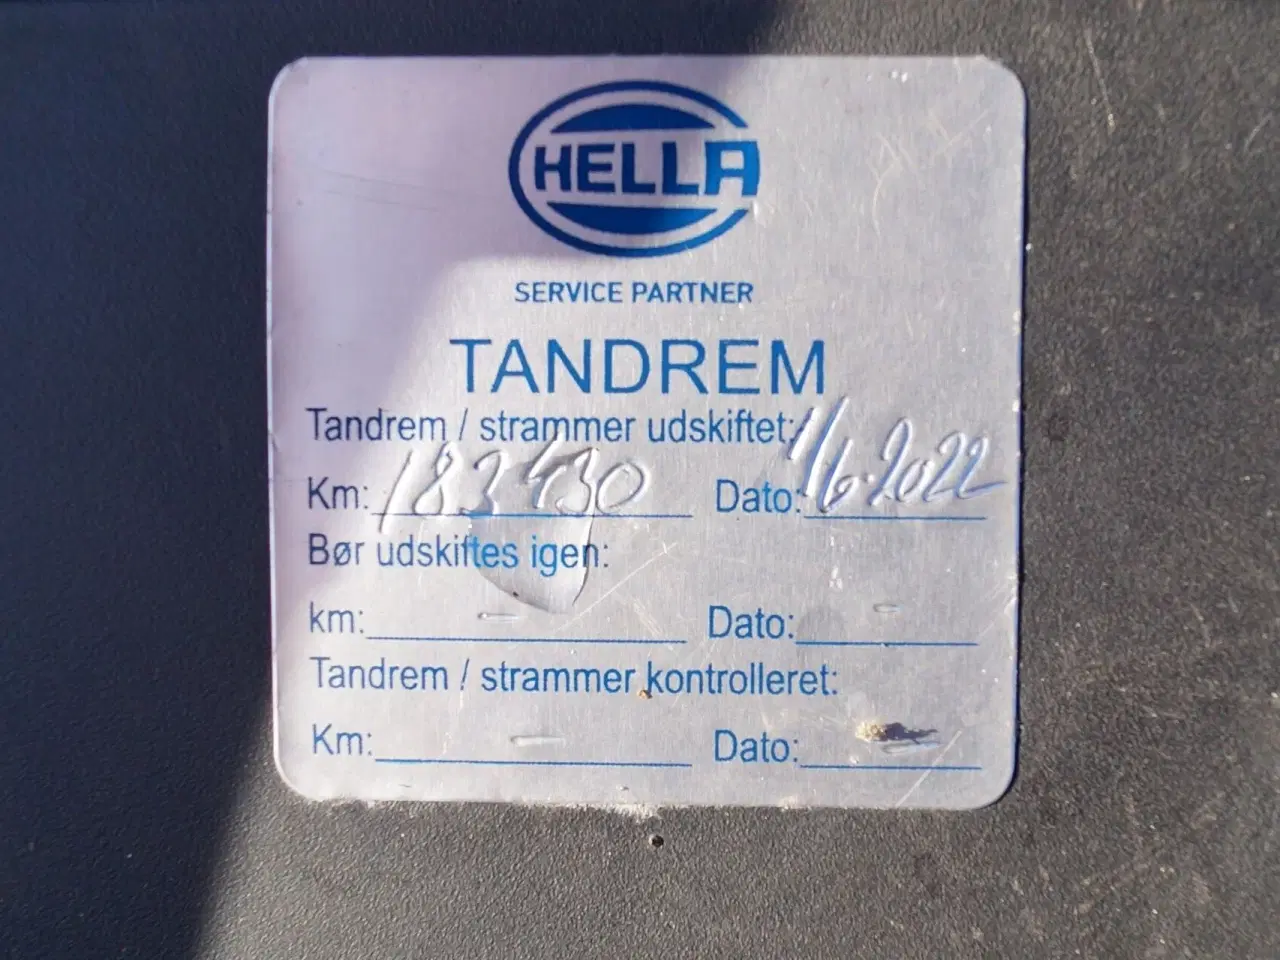 HELLA
SERVICE PARTNER
TANDREM
Tandrem / strammer udskiftet:
Km: 183430 Dato: 1/6.2022
Bør udskiftes igen:
km: - Dato: -
Tandrem / strammer kontrolleret:
Km: - Dato: -